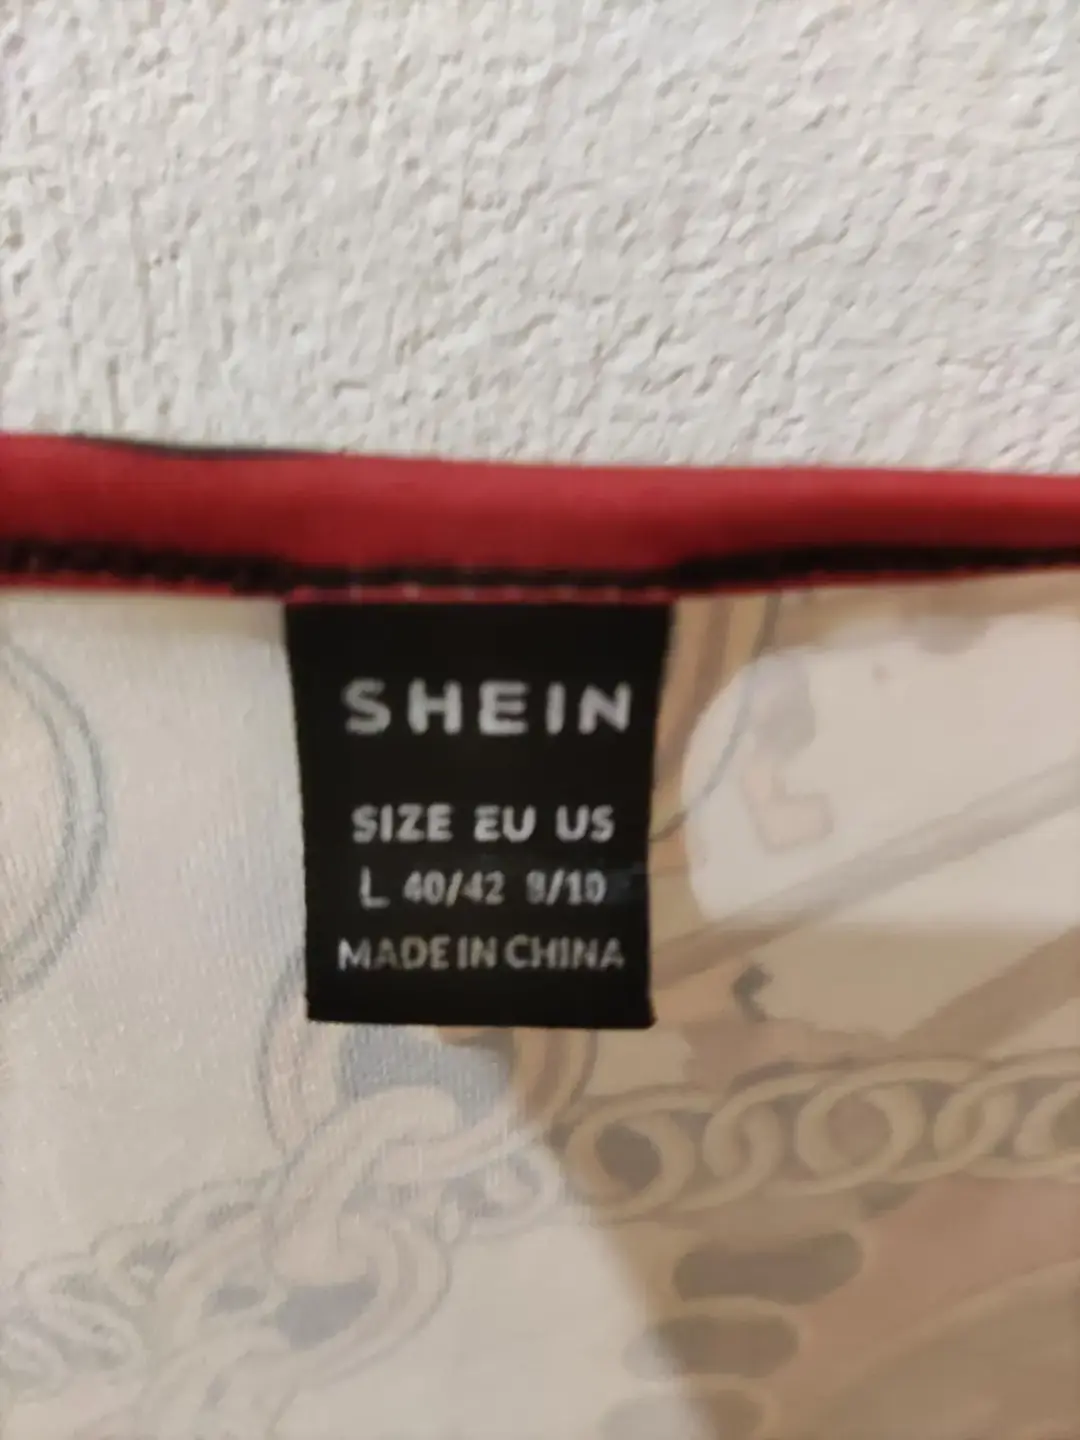 SHEIN
SIZE EU US
L 40/42 8/10
MADE IN CHINA